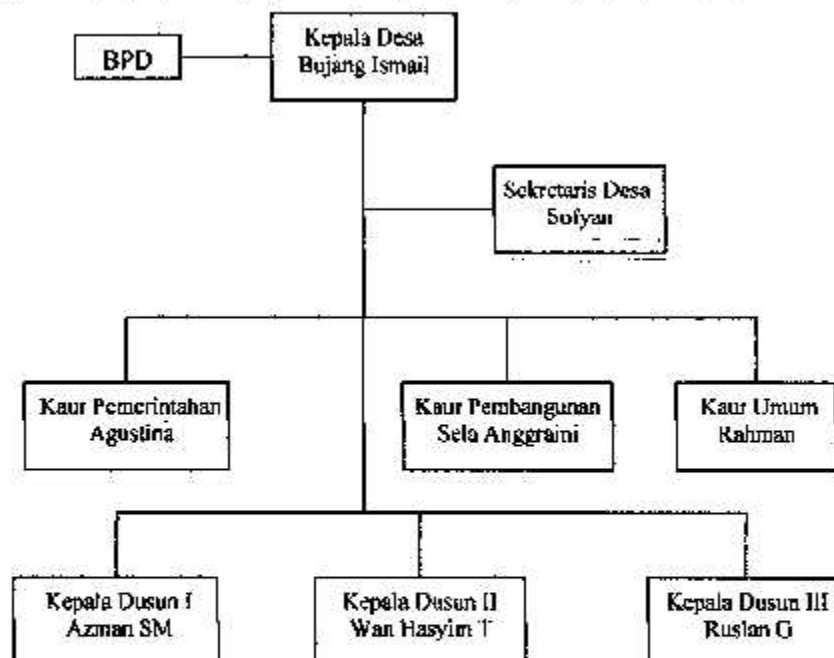 BPD
Kepala Desa
Bujang Ismail
Sekretaris Desa
Sofyan
Kaur Pemerintahan
Agustina
Kaur Pembangunan
Sela Anggraini
Kaur Umum
Rahman
Kepala Dusun I
Azman SM
Kepala Dusun II
Wan Hasyim T
Kepala Dusun III
Ruslan G